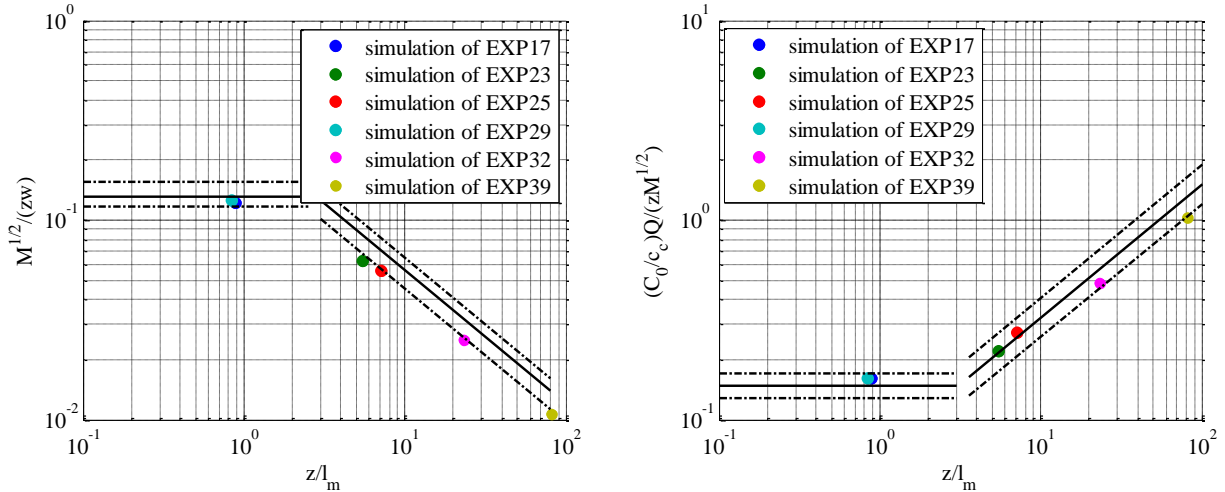 10^0
10^-1
10^-2
M^1/2/(zw)
simulation of EXP17
simulation of EXP23
simulation of EXP25
simulation of EXP29
simulation of EXP32
simulation of EXP39
10^-1
10^0
10^1
10^2
z/l_m
10^1
10^0
10^-1
(C_0/c_c)Q/(zM^1/2)
simulation of EXP17
simulation of EXP23
simulation of EXP25
simulation of EXP29
simulation of EXP32
simulation of EXP39
10^-1
10^0
10^1
10^2
z/l_m